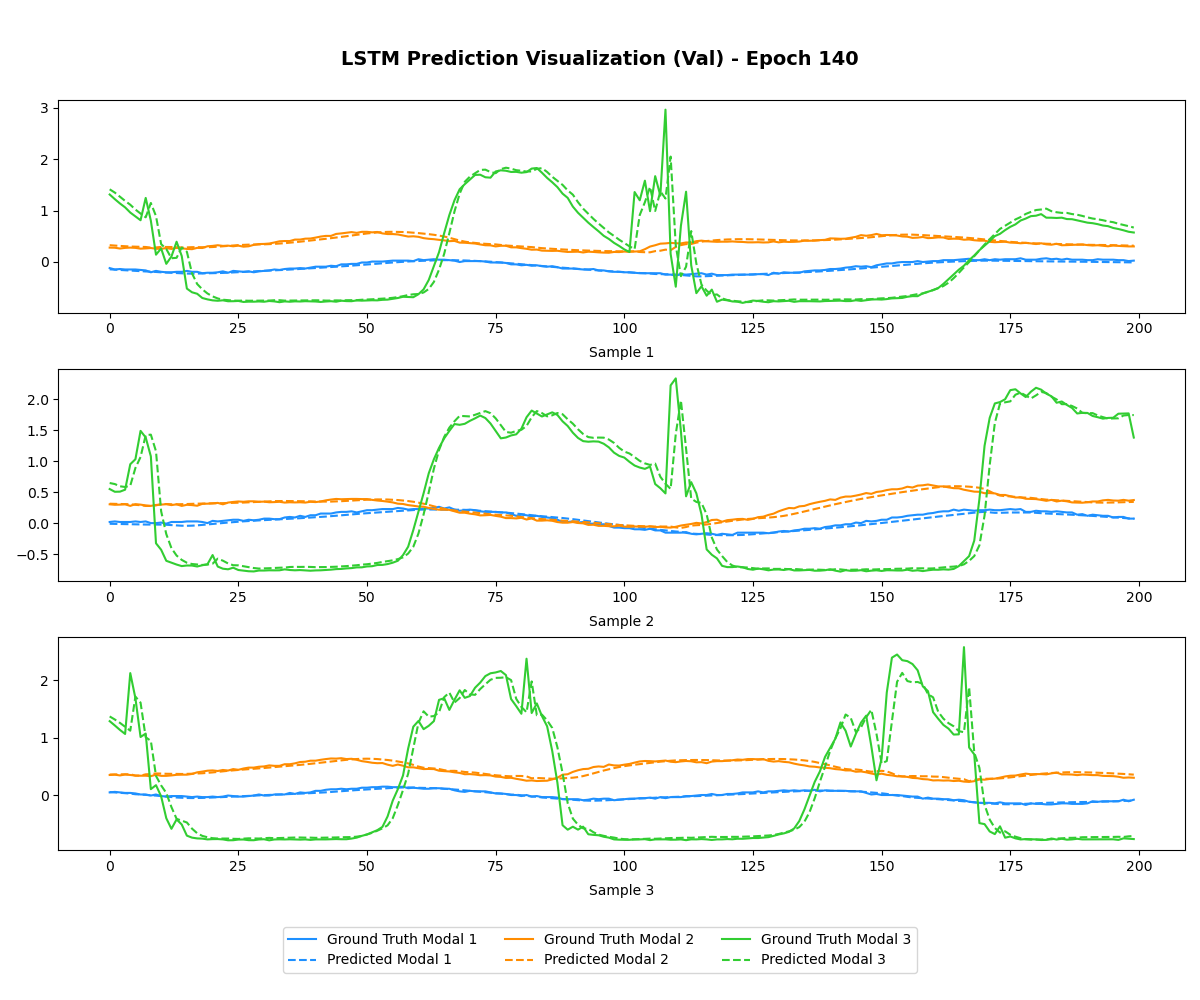 LSTM Prediction Visualization (Val) - Epoch 140
3
2
1
0
0 25 50 75 100 125 150 175 200
Sample 1
2.0
1.5
1.0
0.5
0.0
−0.5
0 25 50 75 100 125 150 175 200
Sample 2
2
1
0
0 25 50 75 100 125 150 175 200
Sample 3
Ground Truth Modal 1 Ground Truth Modal 2 Ground Truth Modal 3
Predicted Modal 1 Predicted Modal 2 Predicted Modal 3